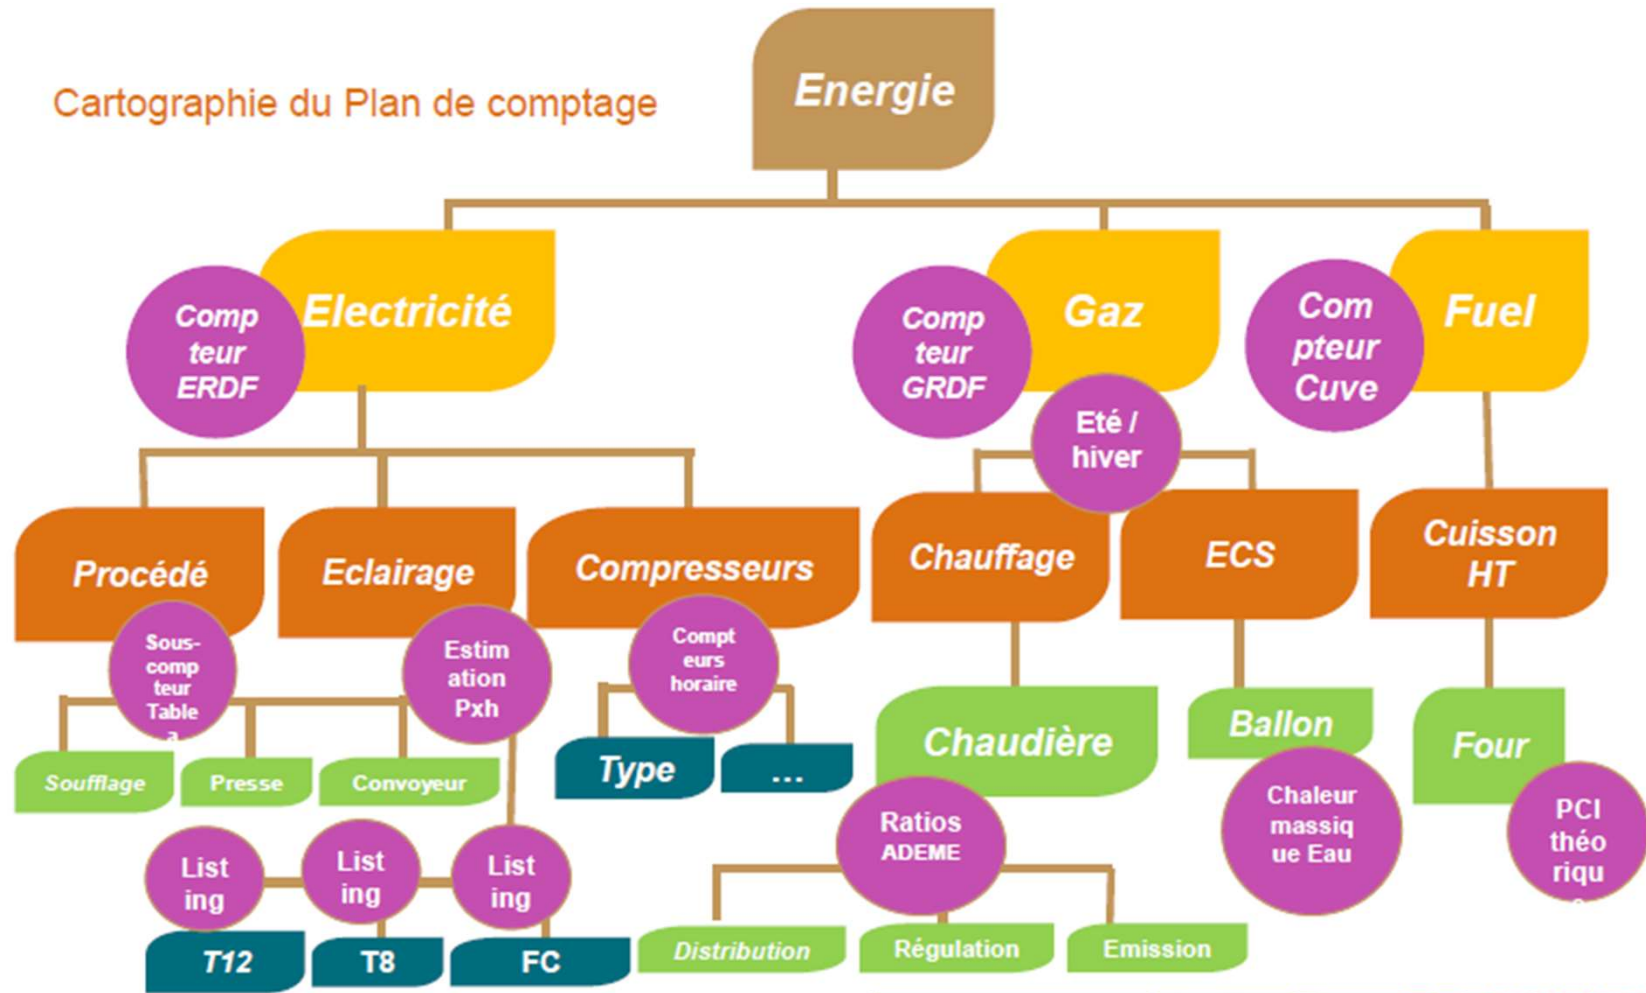 Energie
Cartographie du Plan de comptage
Electricité
Comp
teur
ERDF
Gaz
Comp
teur
GRDF
Fuel
Com
pteur
Cuve
Eté /
hiver
Procédé
Eclairage
Compresseurs
Chauffage
ECS
Cuisson
HT
Sous-
comp
teur
Table
a
Estim
ation
Pxh
Compt
eurs
horaire
Soufflage
Presse
Convoyeur
Type
...
Chaudière
Ballon
Four
Ratios
ADEME
Chaleur
massiq
ue Eau
PCI
théo
riqu
List
ing
List
ing
List
ing
T12
T8
FC
Distribution
Régulation
Emission